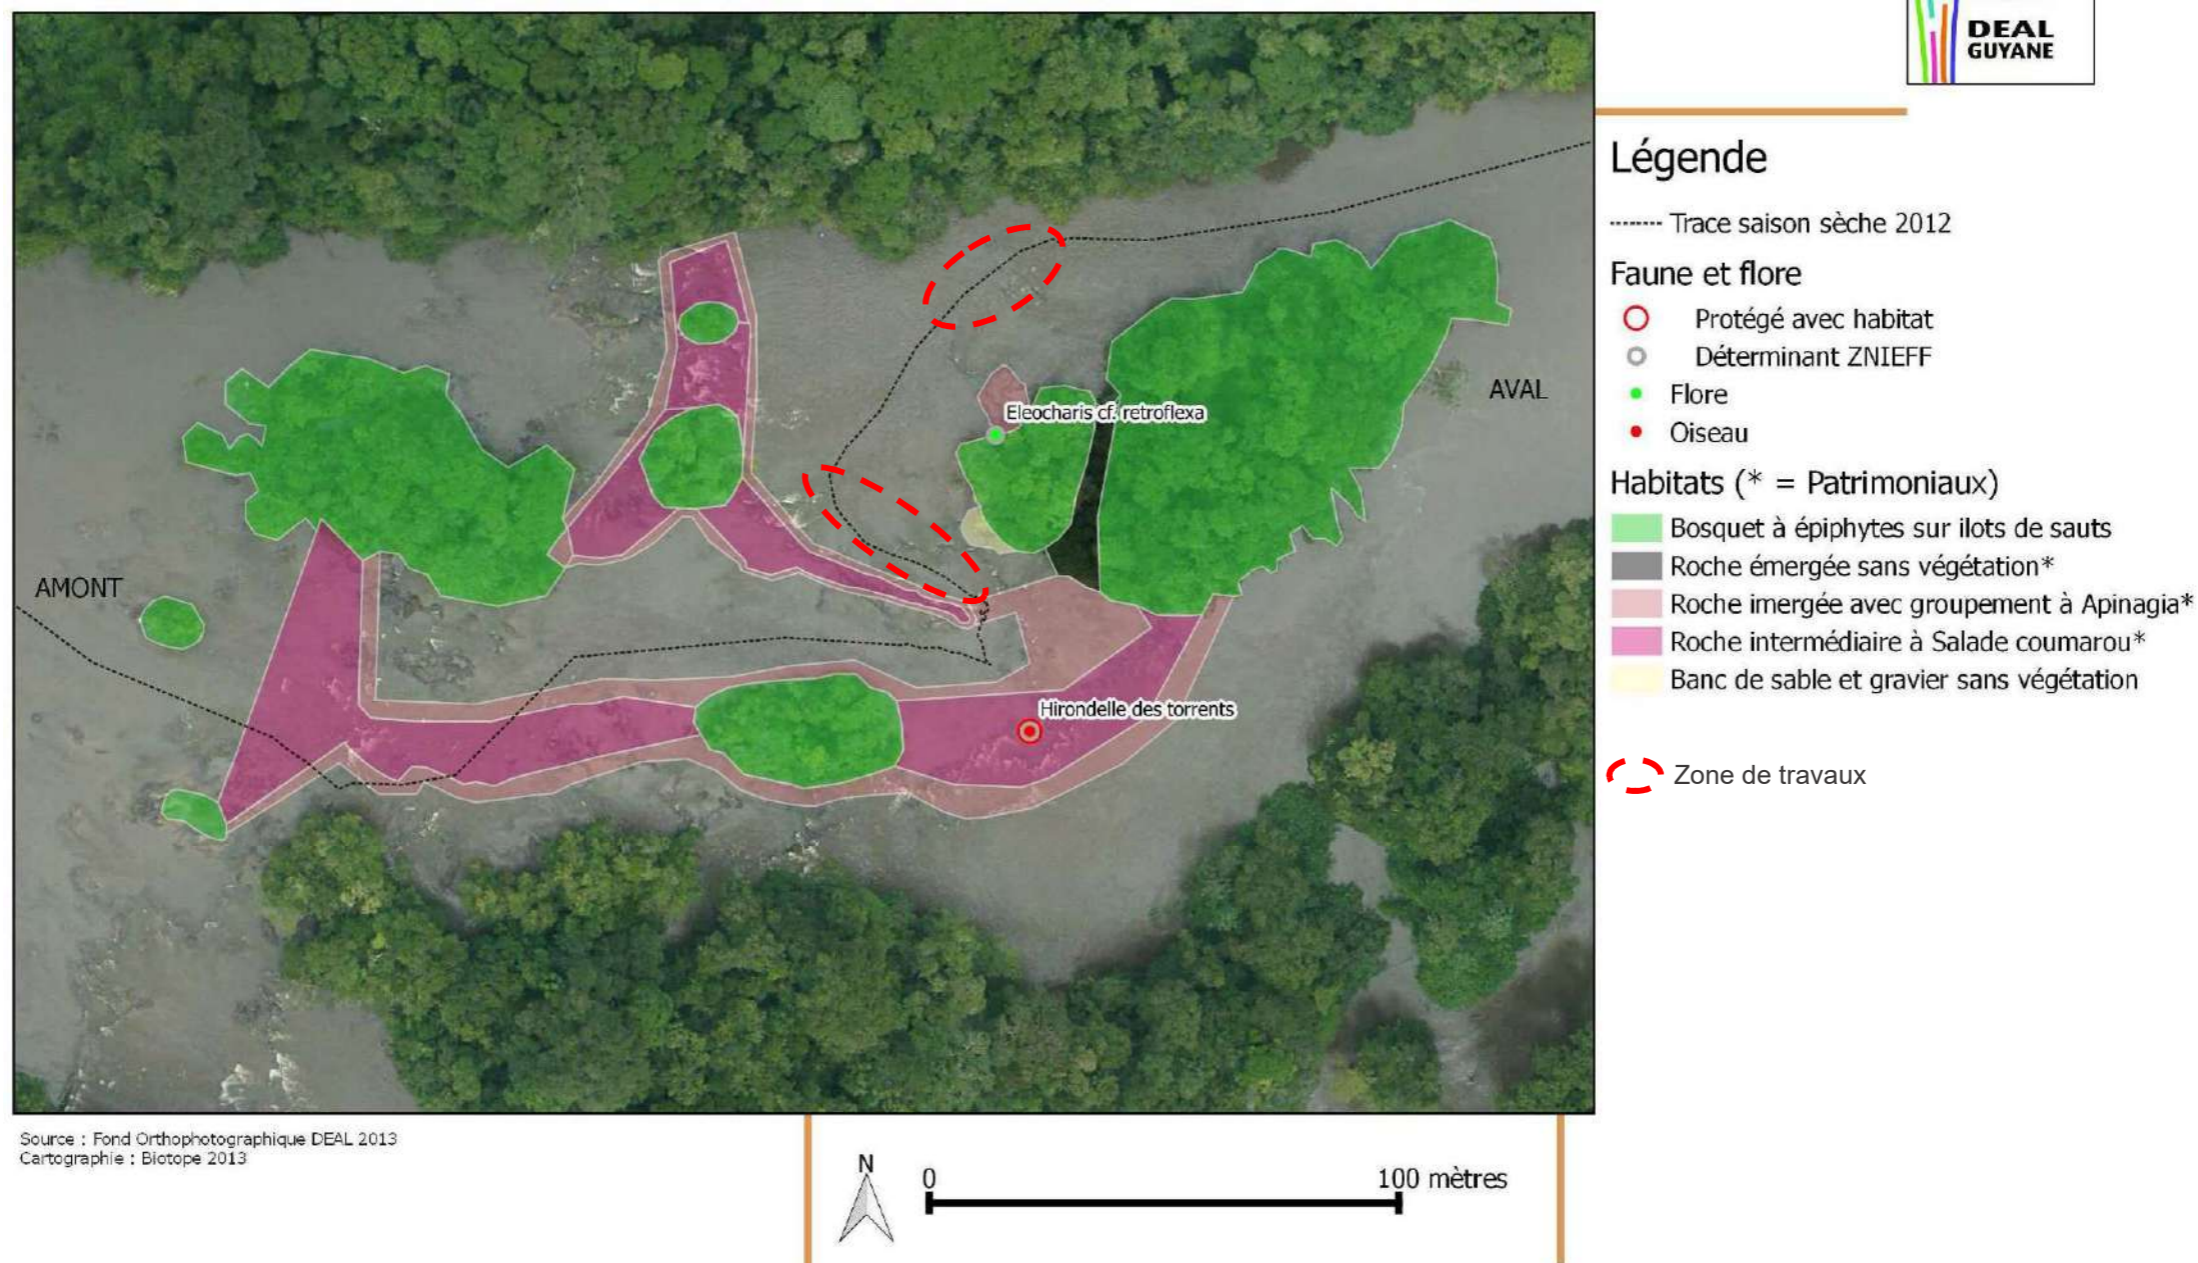 DEAL
GUYANE
Légende
Trace saison sèche 2012
Faune et flore
Protégé avec habitat
Déterminant ZNIEFF
Flore
Oiseau
Habitats (* = Patrimoniaux)
Bosquet à épiphytes sur ilots de sauts
Roche émergée sans végétation*
Roche imergée avec groupement à Apinagia*
Roche intermédiaire à Salade coumarou*
Banc de sable et gravier sans végétation
Zone de travaux
AVAL
Eleocharis cf. retroflexa
AMONT
Hirondelle des torrents
Source : Fond Orthophotographique DEAL 2013
Cartographie : Biotope 2013
N
0
100 mètres